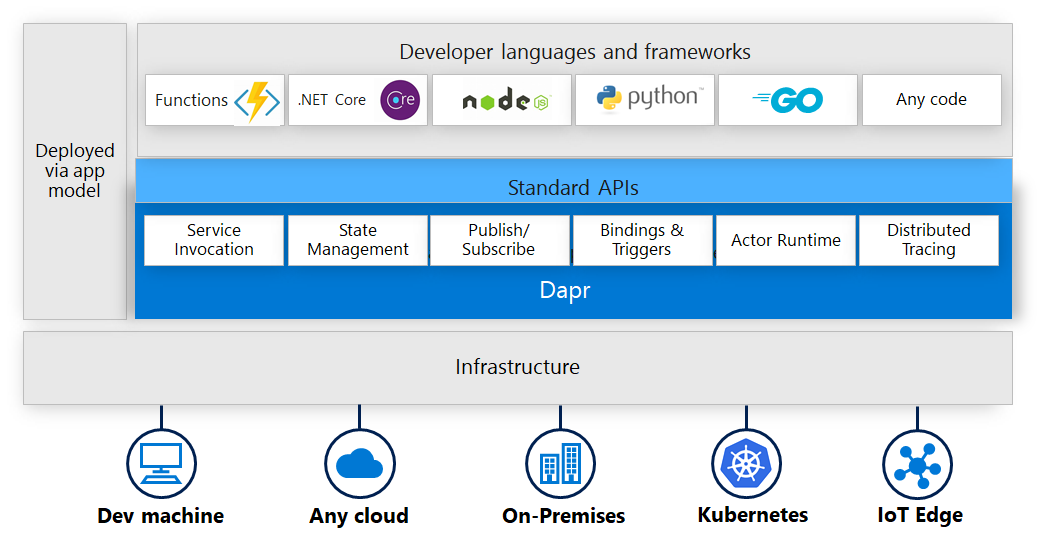 Developer languages and frameworks
Functions
.NET Core
Core
node
JS
python™
GO
Any code
Deployed
via app
model
Standard APIs
Service
Invocation
State
Management
Publish/
Subscribe
Bindings &
Triggers
Actor Runtime
Distributed
Tracing
Dapr
Infrastructure
Dev machine
Any cloud
On-Premises
Kubernetes
IoT Edge